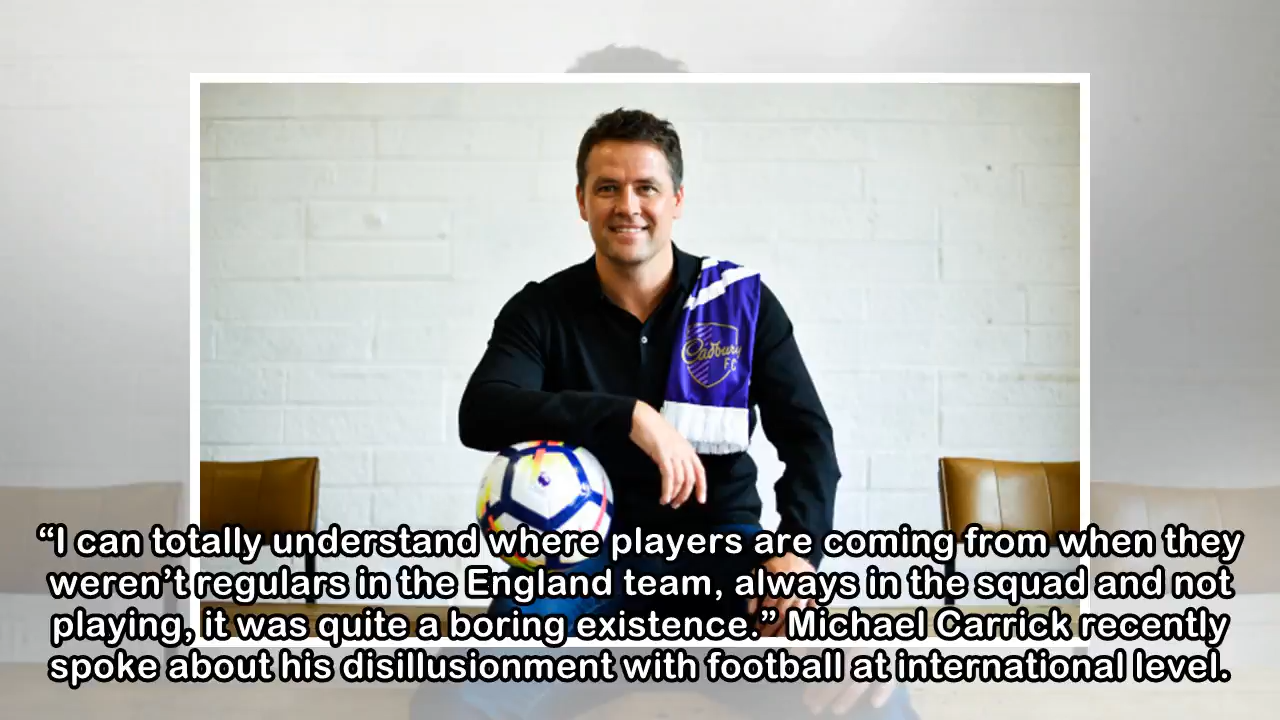 Cadbury
FC
“I can totally understand where players are coming from when they
weren’t regulars in the England team, always in the squad and not
playing, it was quite a boring existence.” Michael Carrick recently
spoke about his disillusionment with football at international level.